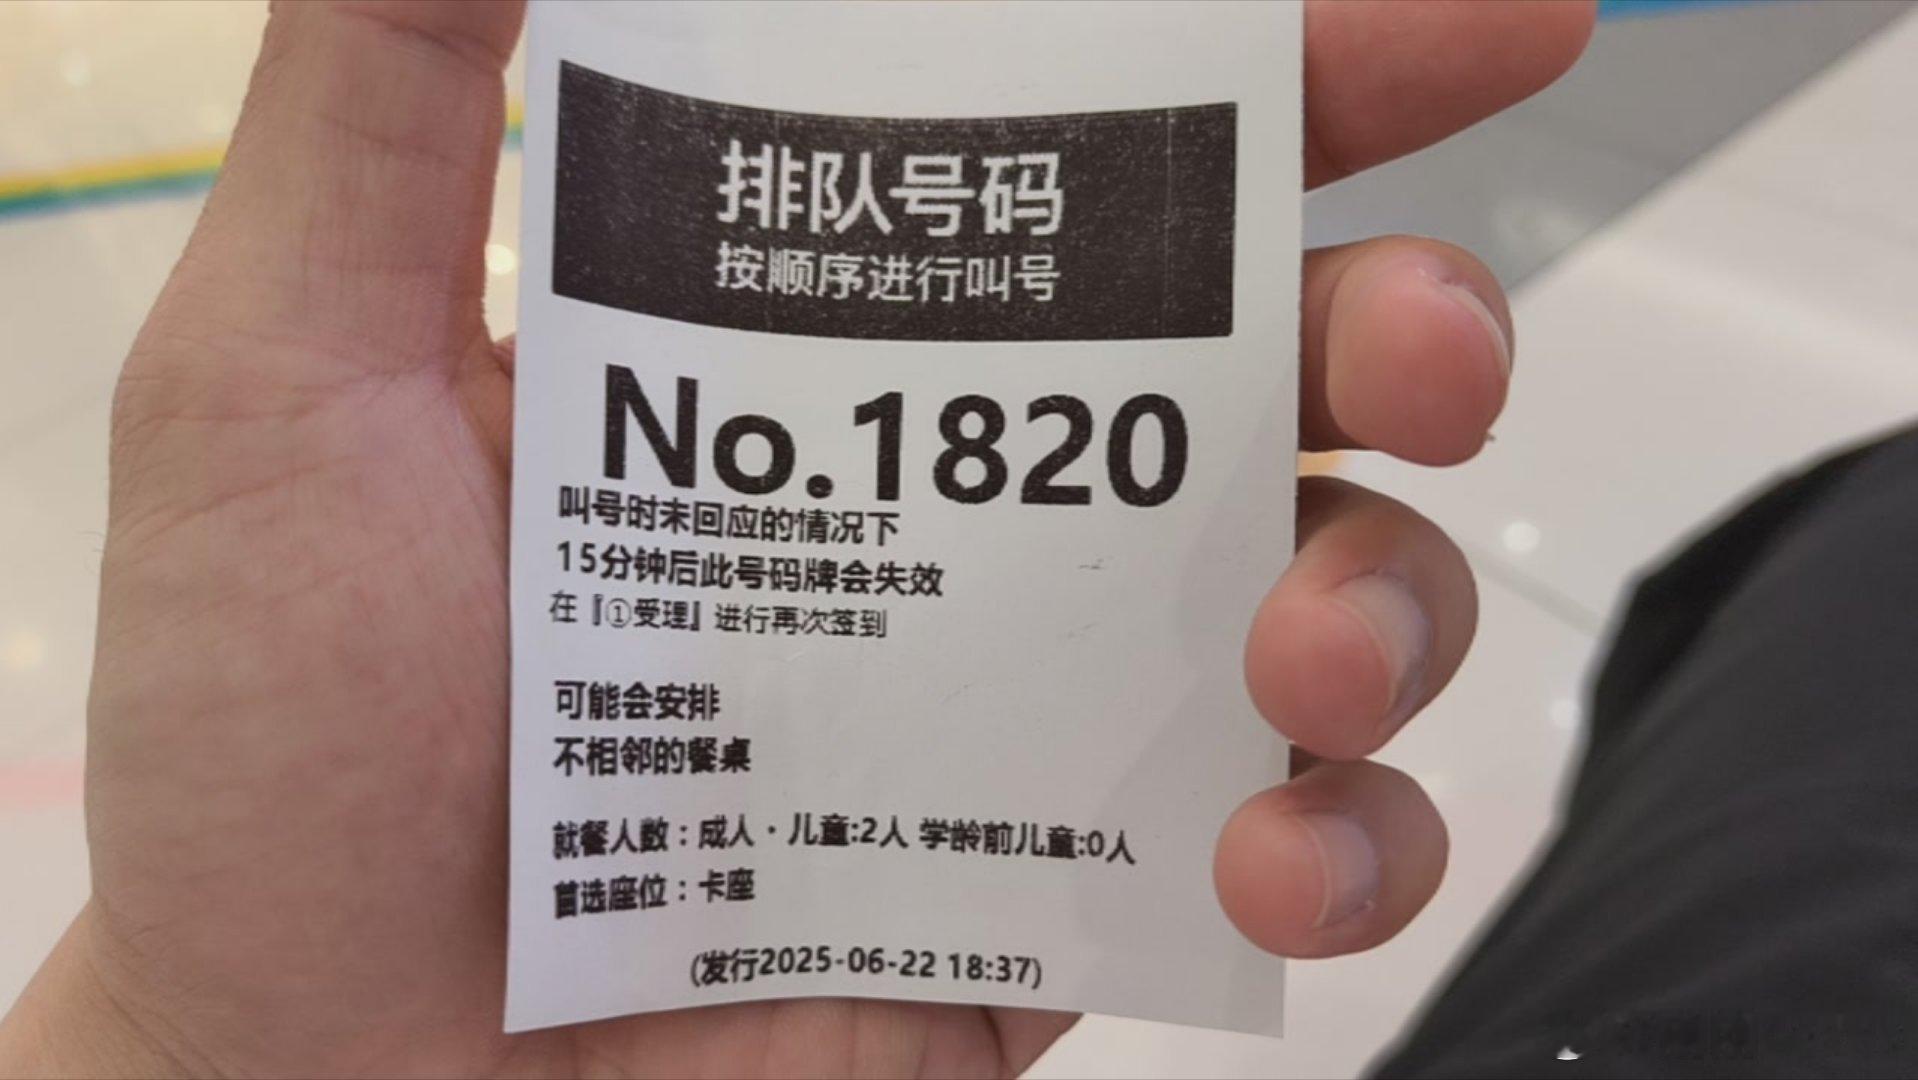 排队号码
按顺序进行叫号
No.1820
叫号时未回应的情况下
15分钟后此号码牌会失效
在『①受理』进行再次签到
可能会安排
不相邻的餐桌
就餐人数：成人・儿童:2人 学龄前儿童:0人
首选座位：卡座
(发行2025-06-22 18:37)